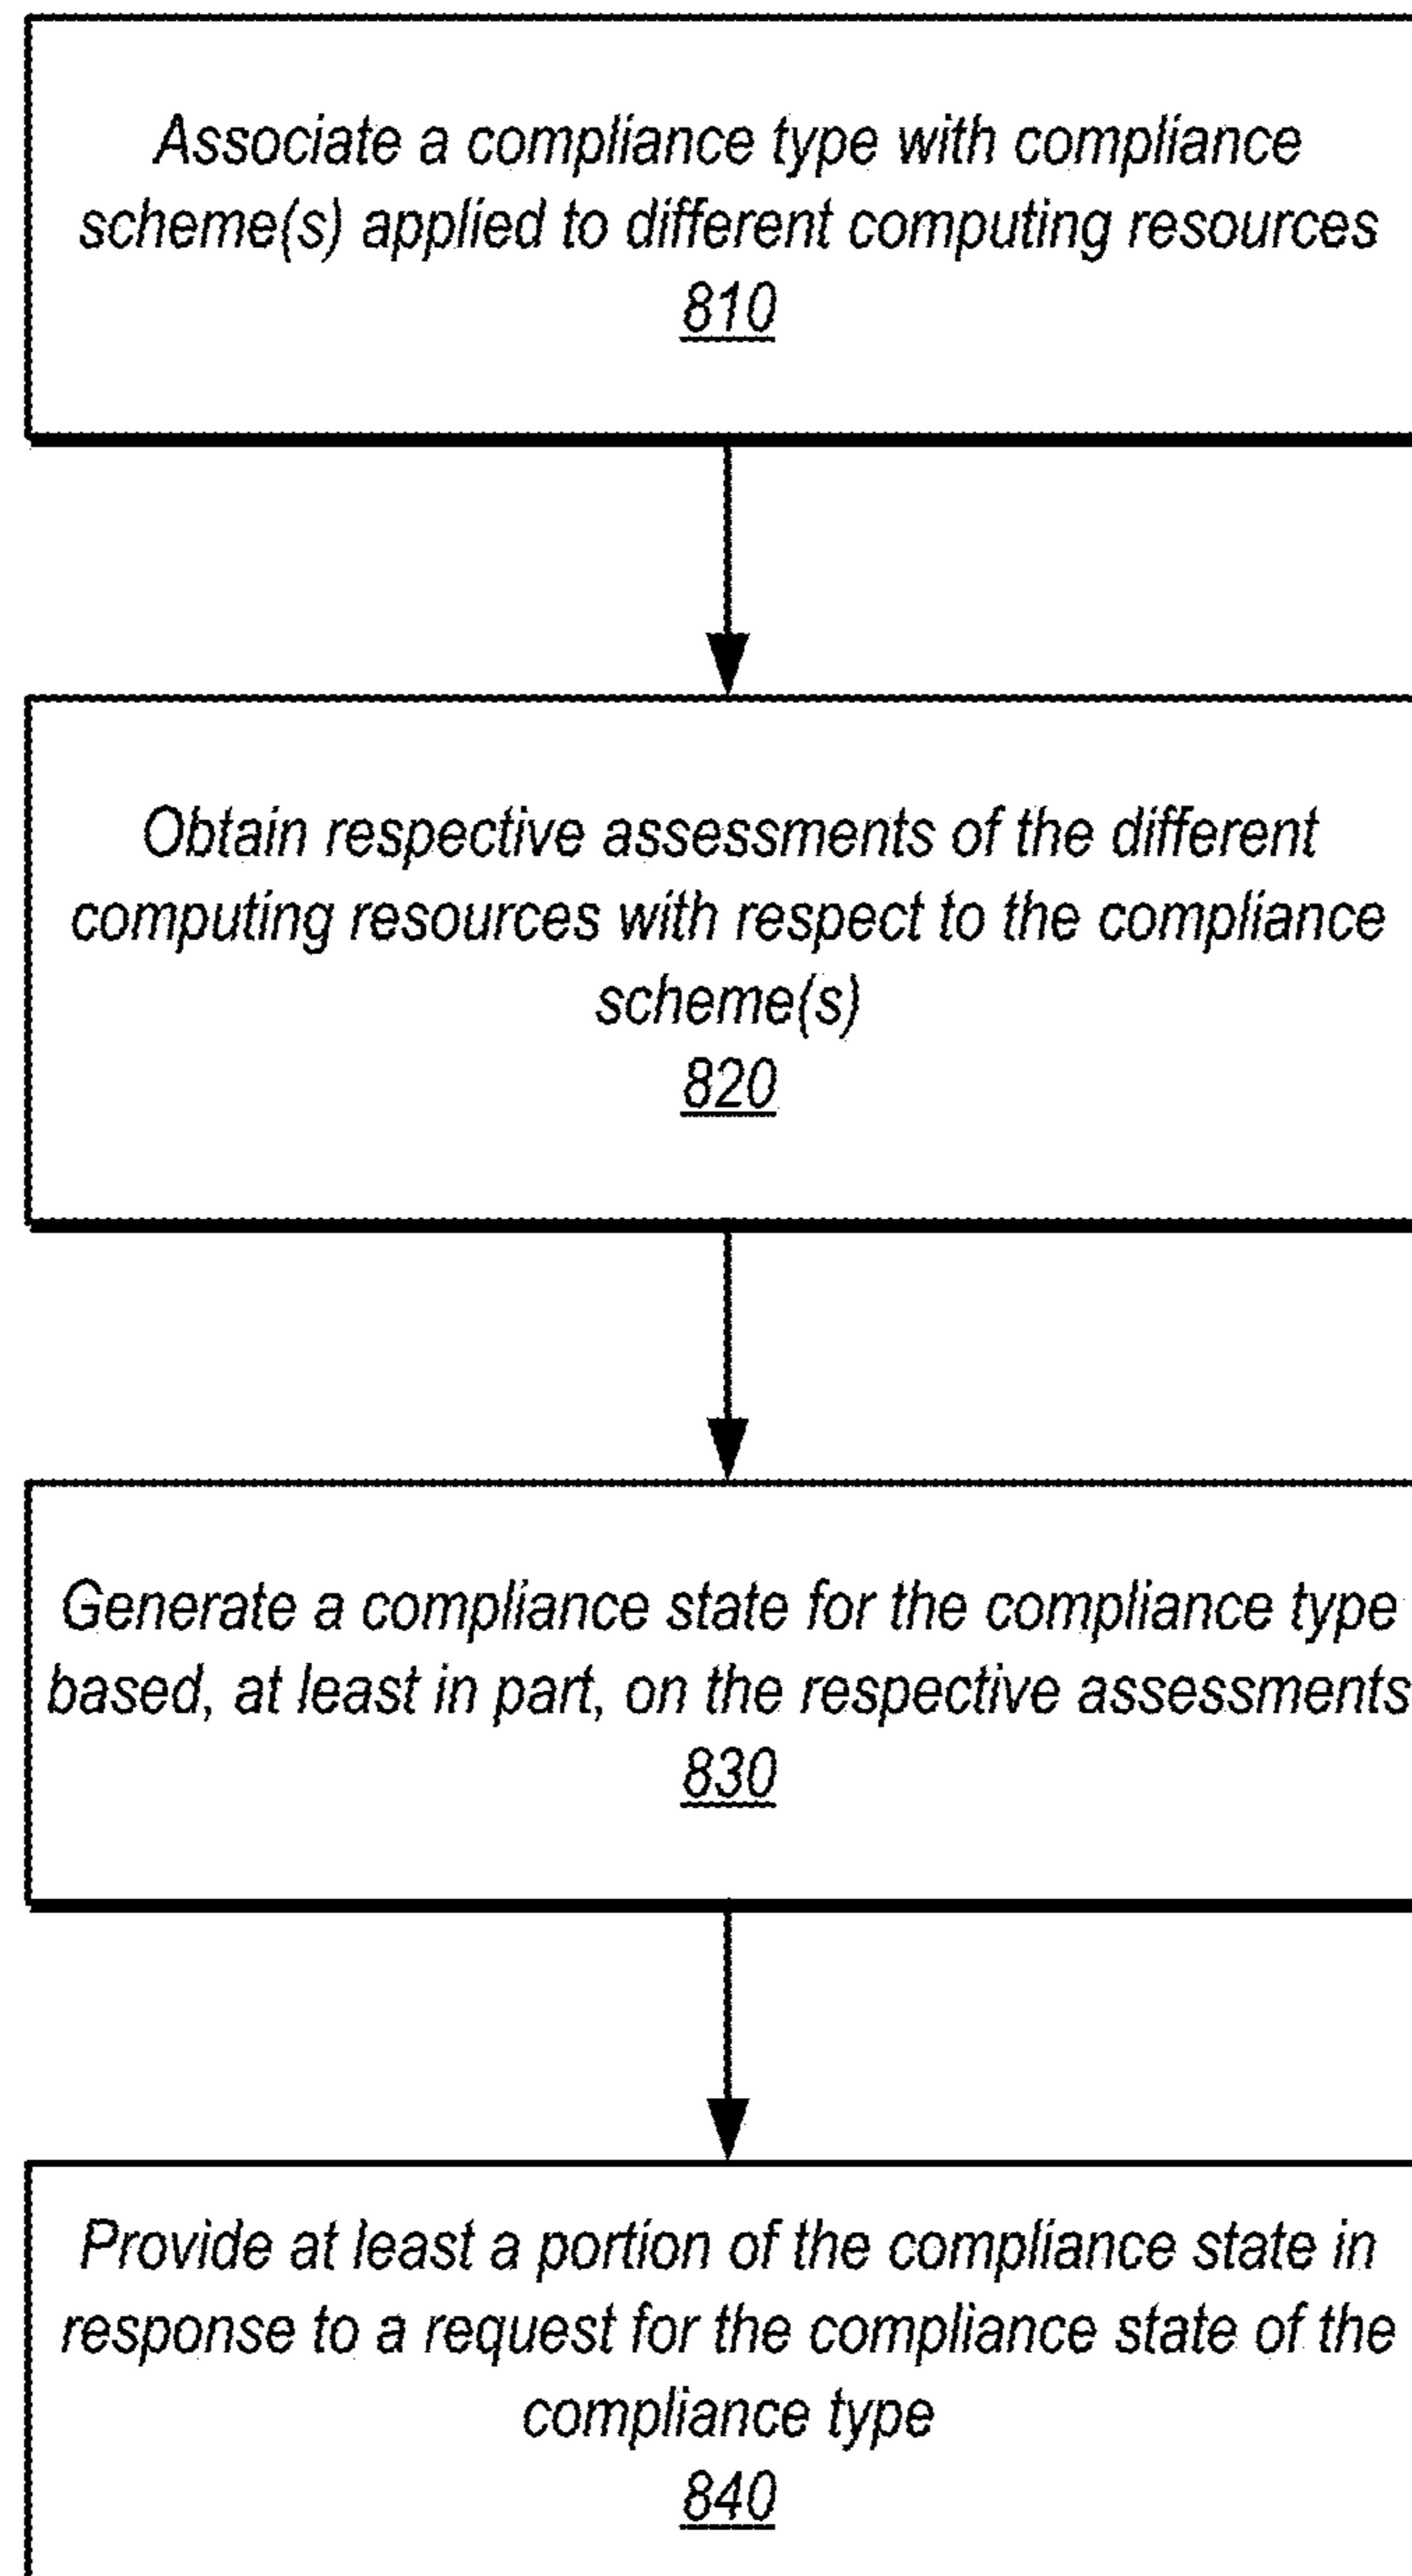 Associate a compliance type with compliance
scheme(s) applied to different computing resources
810
Obtain respective assessments of the different
computing resources with respect to the compliance
scheme(s)
820
Generate a compliance state for the compliance type
based, at least in part, on the respective assessments
830
Provide at least a portion of the compliance state in
response to a request for the compliance state of the
compliance type
840